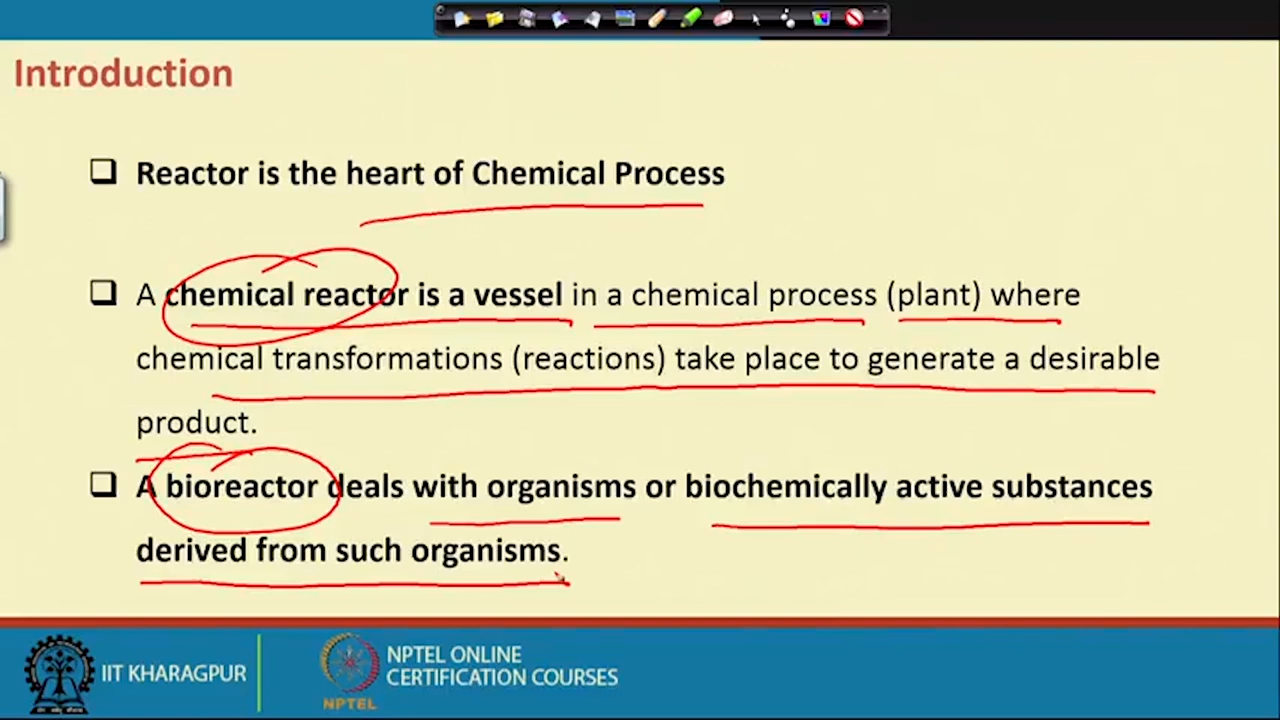 Introduction
Reactor is the heart of Chemical Process
A chemical reactor is a vessel in a chemical process (plant) where
chemical transformations (reactions) take place to generate a desirable
product.
A bioreactor deals with organisms or biochemically active substances
derived from such organisms.
IIT KHARAGPUR
NPTEL ONLINE
CERTIFICATION COURSES
NPTEL